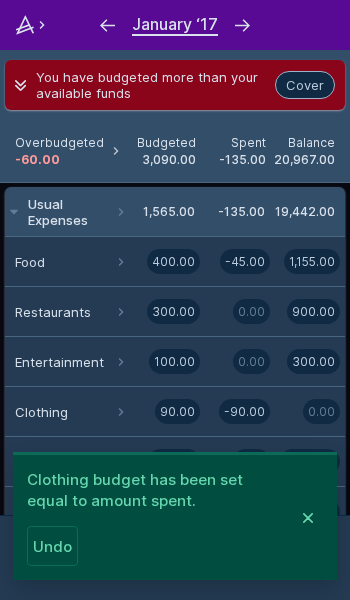 January ‘17
You have budgeted more than your
available funds
Cover
Overbudgeted Budgeted Spent Balance
-60.00 3,090.00 -135.00 20,967.00
Usual
Expenses 1,565.00 -135.00 19,442.00
Food 400.00 -45.00 1,155.00
Restaurants 300.00 0.00 900.00
Entertainment 100.00 0.00 300.00
Clothing 90.00 -90.00 0.00
Clothing budget has been set
equal to amount spent.
Undo